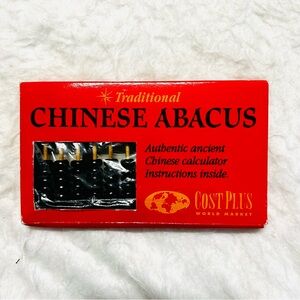 Traditional
CHINESE ABACUS
Authentic ancient
Chinese calculator
instructions inside.
COST PLUS
WORLD MARKET